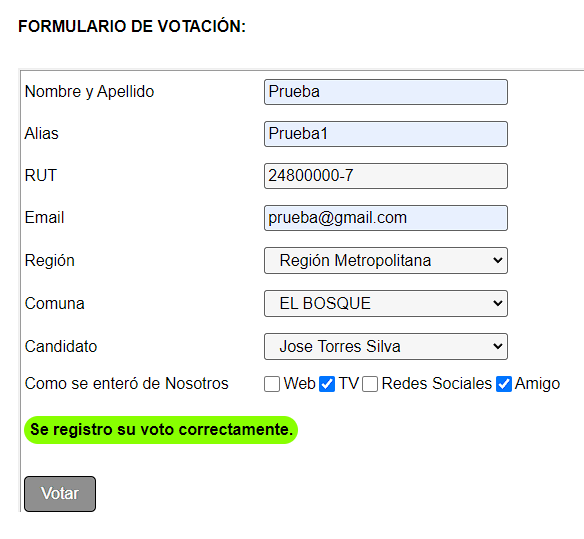 FORMULARIO DE VOTACIÓN:
Nombre y Apellido Prueba
Alias Prueba1
RUT 24800000-7
Email prueba@gmail.com
Región Región Metropolitana
Comuna EL BOSQUE
Candidato Jose Torres Silva
Como se enteró de Nosotros Web TV Redes Sociales Amigo
Se registro su voto correctamente.
Votar